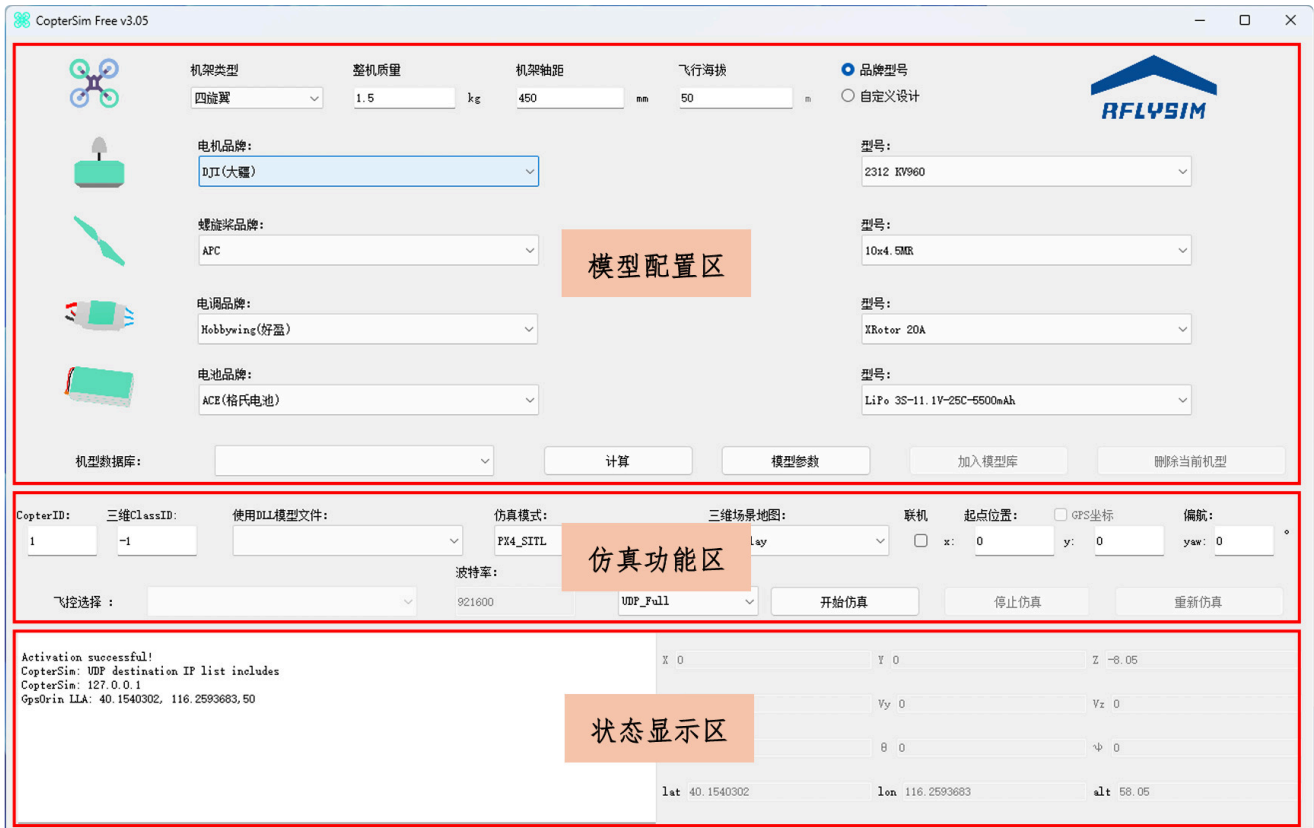 CopterSim Free v3.05
机架类型 整机质量 机架轴距 飞行海拔 品牌型号
四旋翼 1.5 kg 450 mm 50 m 自定义设计
RFLYSIM
电机品牌: 型号:
DJI(大疆) 2312 KV960
螺旋桨品牌: 型号:
APC 10x4.5MR
模型配置区
电调品牌: 型号:
Hobbywing(好盈) XRotor 20A
电池品牌: 型号:
ACE(格氏电池) LiPo 3S-11.1V-25C-5500mAh
机型数据库: 计算 模型参数 加入模型库 删除当前机型
CopterID: 三维ClassID: 使用DLL模型文件: 仿真模式: 三维场景地图: 联机 起点位置: GPS坐标 偏航:
1 -1 PX4_SITL lay x: 0 y: 0 yaw: 0 °
仿真功能区
波特率:
飞控选择 : 921600 UDP_Full 开始仿真 停止仿真 重新仿真
Activation successful!
CopterSim: UDP destination IP list includes
CopterSim: 127.0.0.1
GpsOrin LLA: 40.1540302, 116.2593683,50
X 0 Y 0 Z -8.05
Vy 0 Vz 0
状态显示区
θ 0 ψ 0
lat 40.1540302 lon 116.2593683 alt 58.05